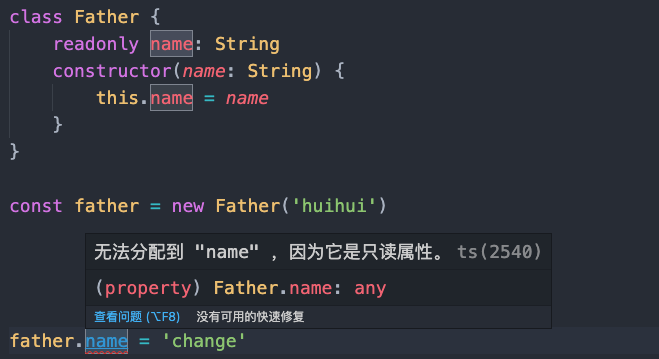 class Father {
    readonly name: String
    constructor(name: String) {
        this.name = name
    }
}
const father = new Father('huihui')
无法分配到 "name" ，因为它是只读属性。 ts(2540)
(property) Father.name: any
查看问题 (⌥F8) 没有可用的快速修复
father.name = 'change'